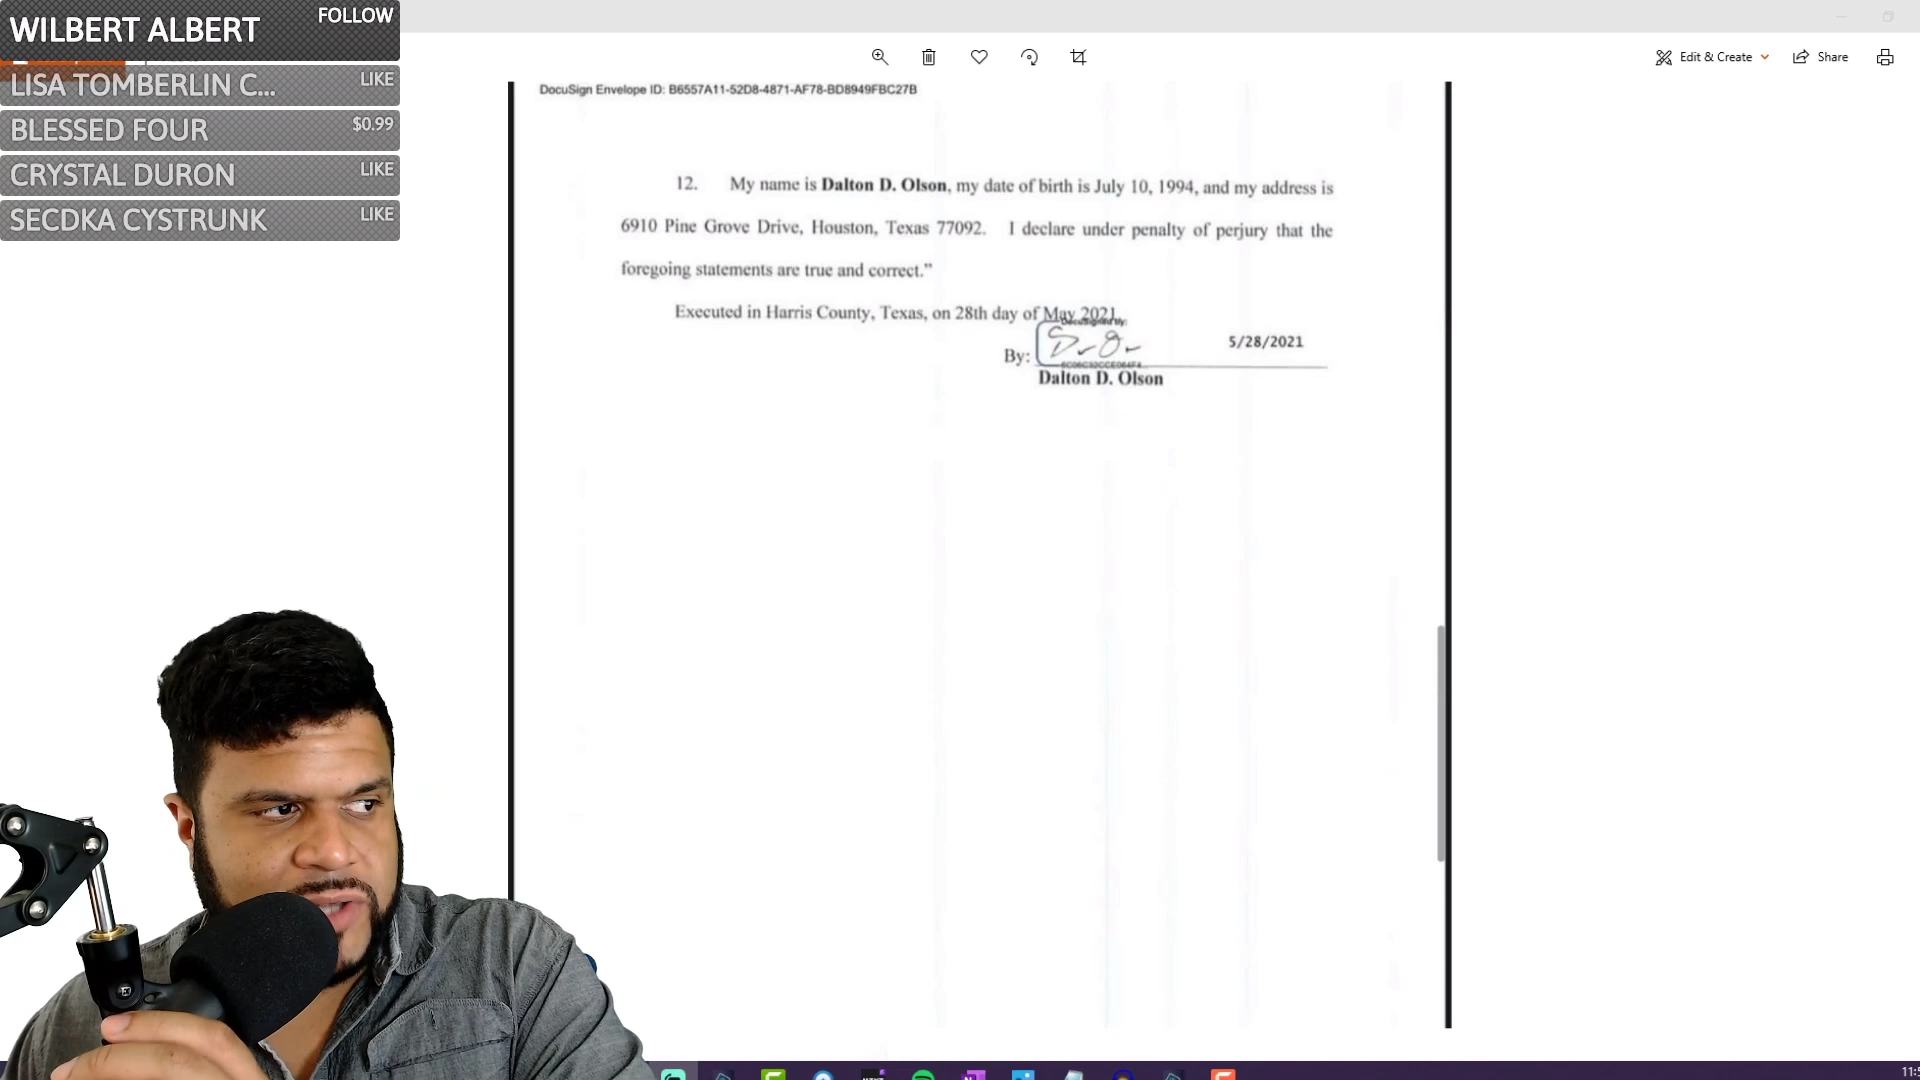 WILBERT ALBERT FOLLOW
LISA TOMBERLIN C... LIKE
BLESSED FOUR $0.99
CRYSTAL DURON LIKE
SECDKA CYSTRUNK LIKE
Edit & Create Share
DocuSign Envelope ID: B6557A11-52D8-4871-AF78-BD8949FBC27B
12. My name is Dalton D. Olson, my date of birth is July 10, 1994, and my address is
6910 Pine Grove Drive, Houston, Texas 77092. I declare under penalty of perjury that the
foregoing statements are true and correct.”
Executed in Harris County, Texas, on 28th day of May 2021.
By: 5/28/2021
Dalton D. Olson